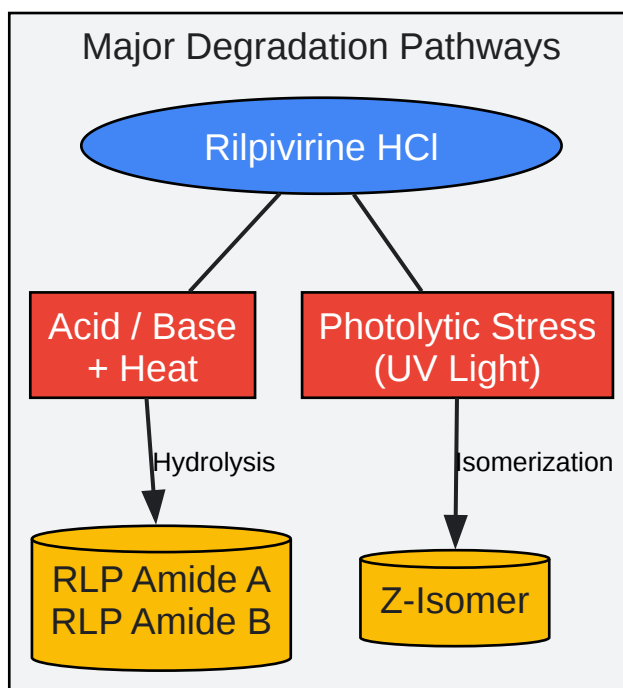 Major Degradation Pathways
Rilpivirine HCl
Acid / Base
+ Heat
Photolytic Stress
(UV Light)
Hydrolysis
Isomerization
RLP Amide A
RLP Amide B
Z-Isomer